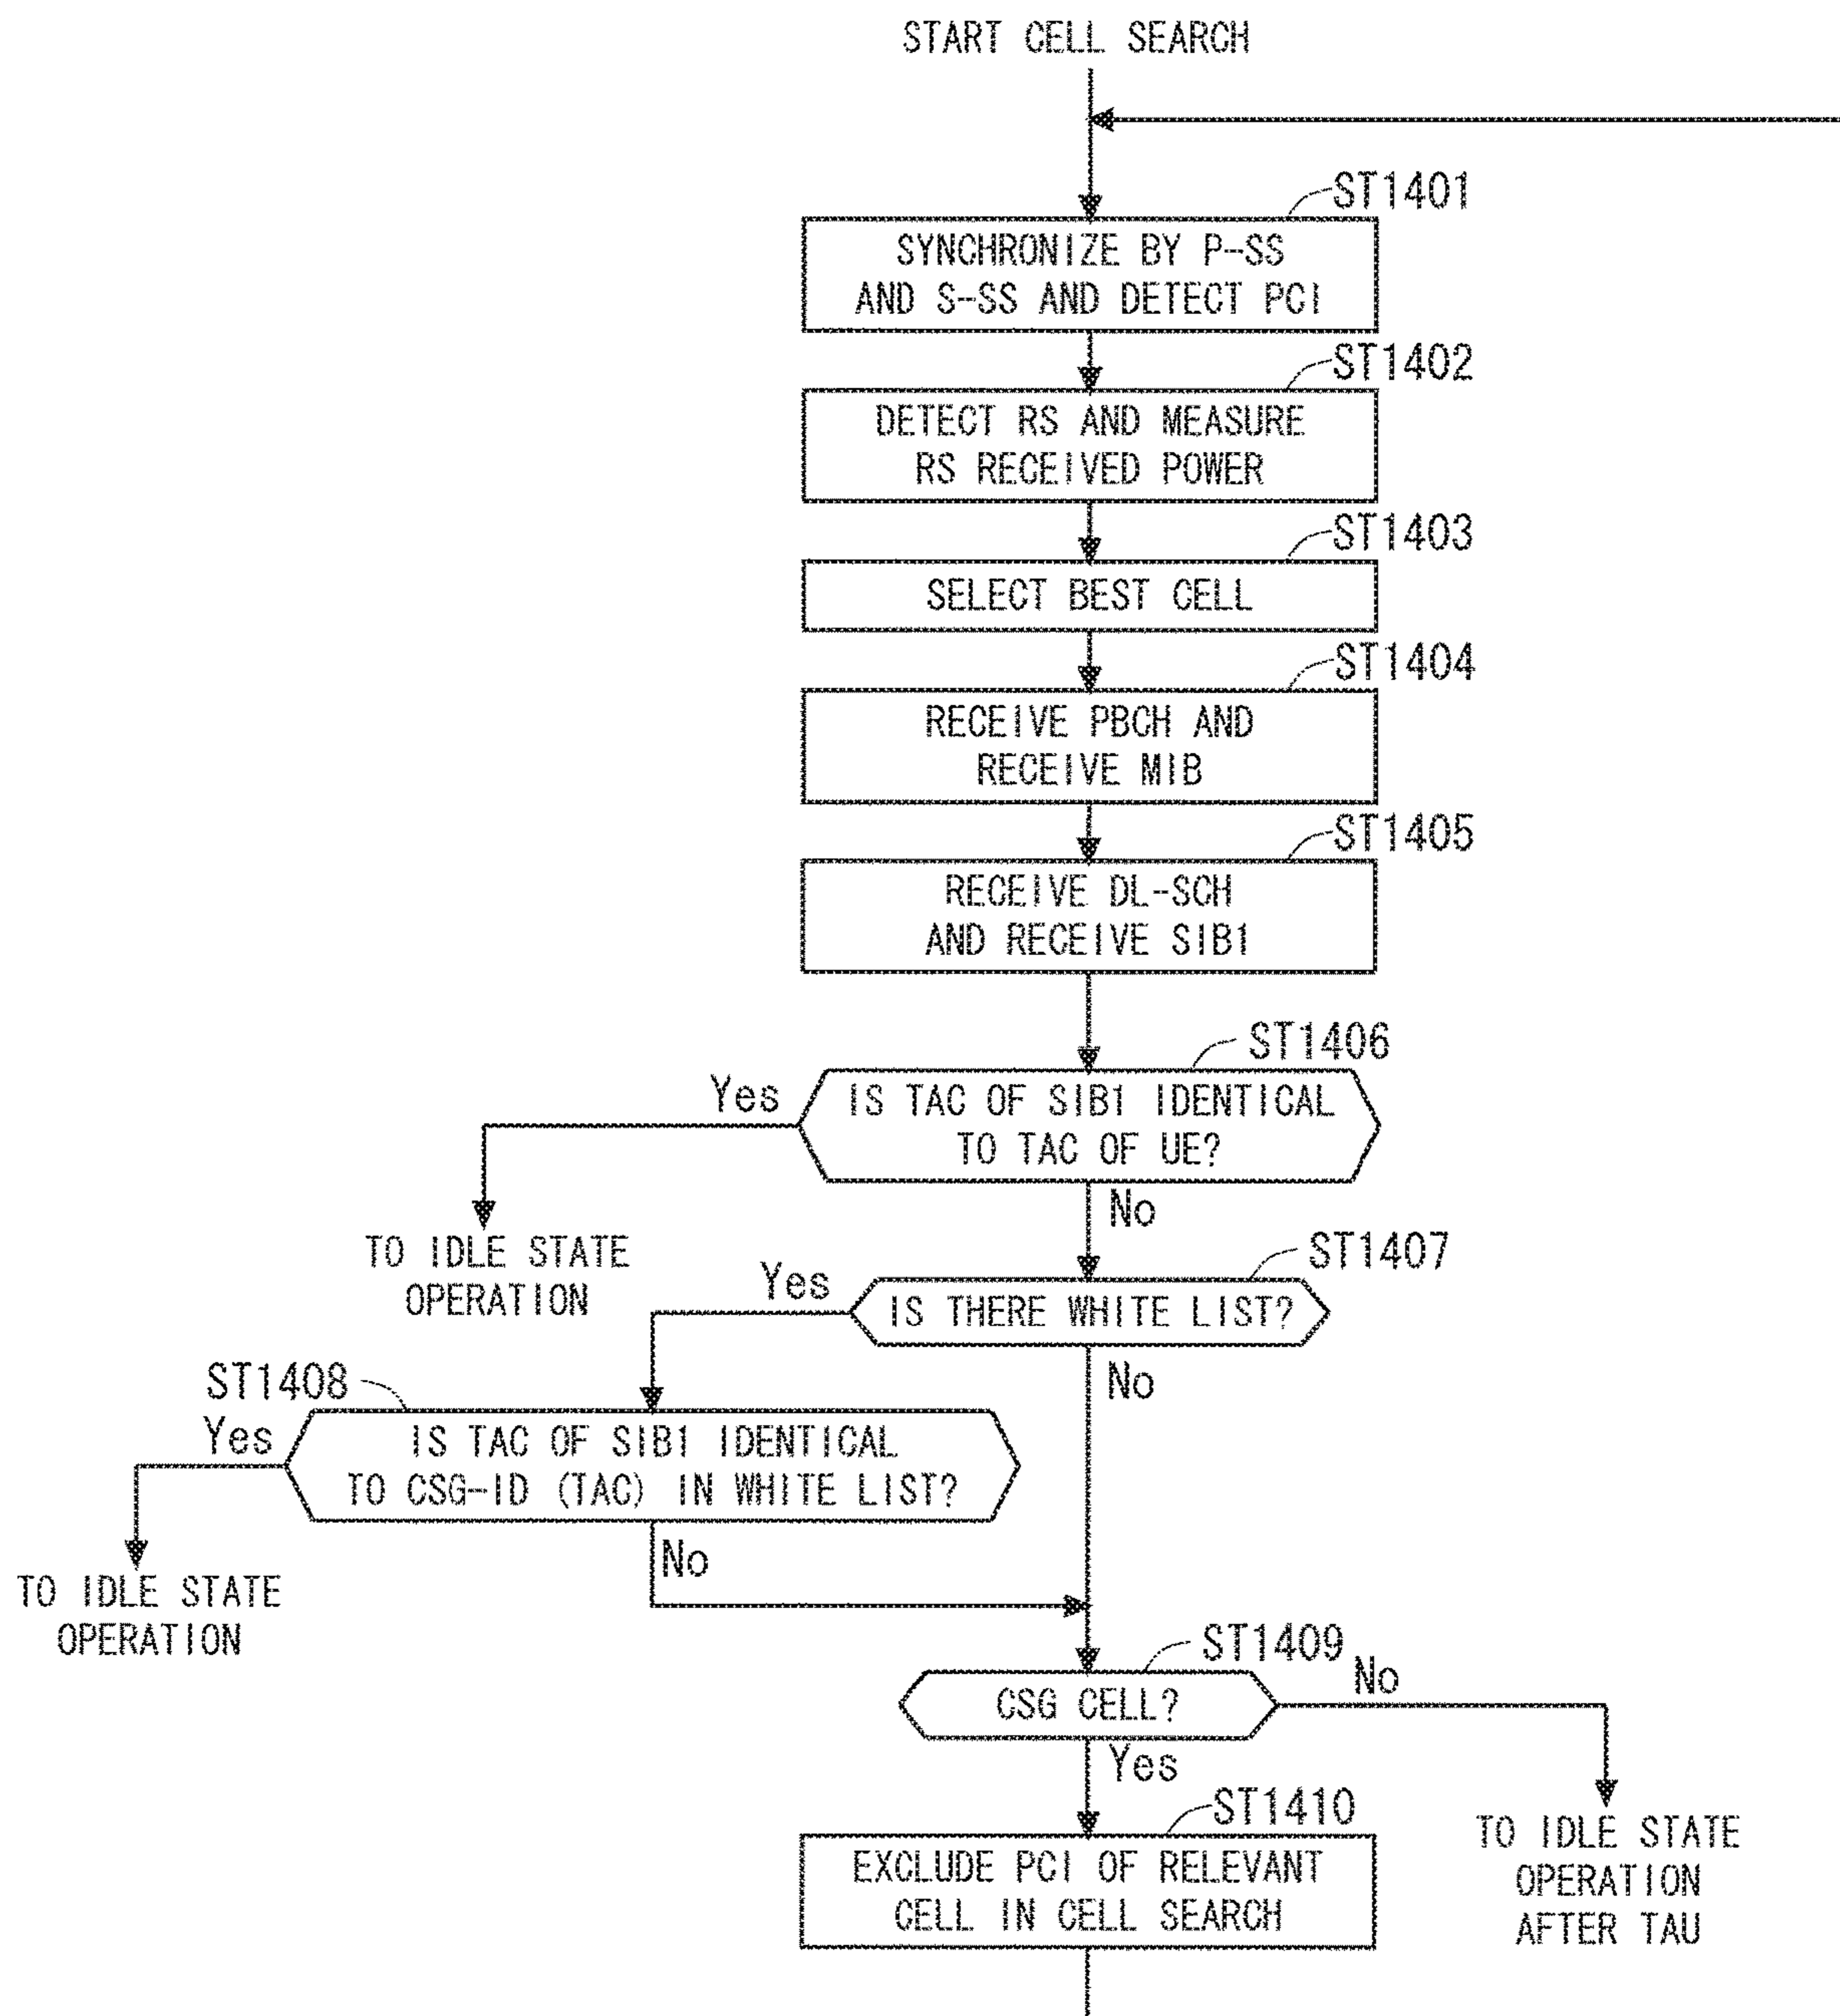 START CELL SEARCH
ST1401
SYNCHRONIZE BY P-SS
AND S-SS AND DETECT PCI
ST1402
DETECT RS AND MEASURE
RS RECEIVED POWER
ST1403
SELECT BEST CELL
ST1404
RECEIVE PBCH AND
RECEIVE MIB
ST1405
RECEIVE DL-SCH
AND RECEIVE SIB1
ST1406
Yes
IS TAC OF SIB1 IDENTICAL
TO TAC OF UE?
No
TO IDLE STATE
OPERATION
ST1407
Yes
IS THERE WHITE LIST?
No
ST1408
Yes
IS TAC OF SIB1 IDENTICAL
TO CSG-ID (TAC) IN WHITE LIST?
No
TO IDLE STATE
OPERATION
ST1409
No
CSG CELL?
Yes
ST1410
EXCLUDE PCI OF RELEVANT
CELL IN CELL SEARCH
TO IDLE STATE
OPERATION
AFTER TAU